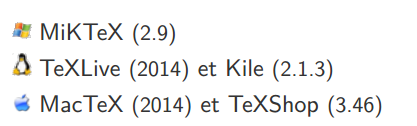 MiKTeX (2.9)
TeXLive (2014) et Kile (2.1.3)
MacTeX (2014) et TeXShop (3.46)